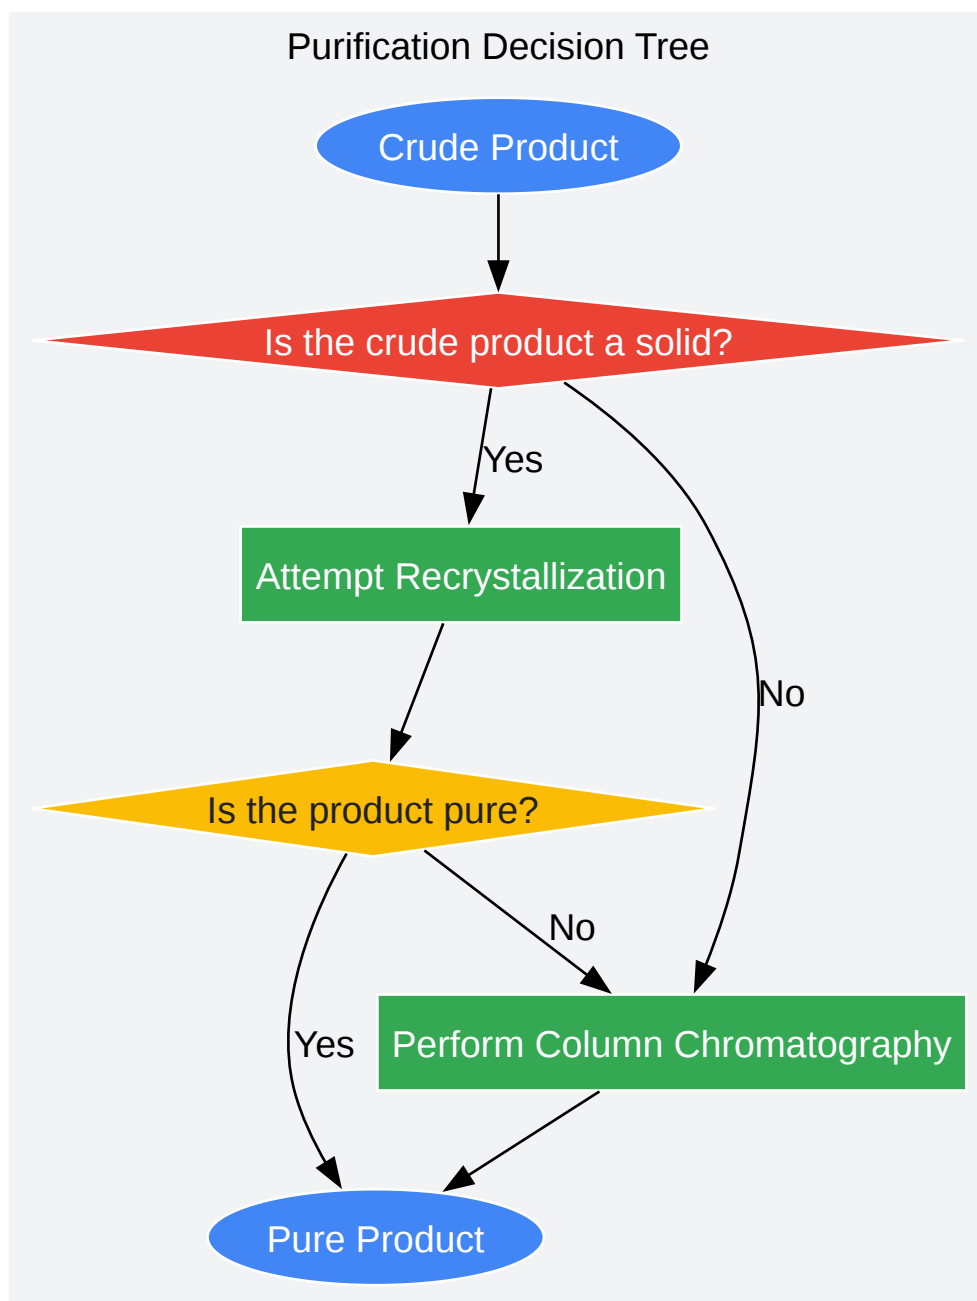 Purification Decision Tree
Crude Product
Is the crude product a solid?
Yes
Attempt Recrystallization
No
Is the product pure?
No
Yes
Perform Column Chromatography
Pure Product